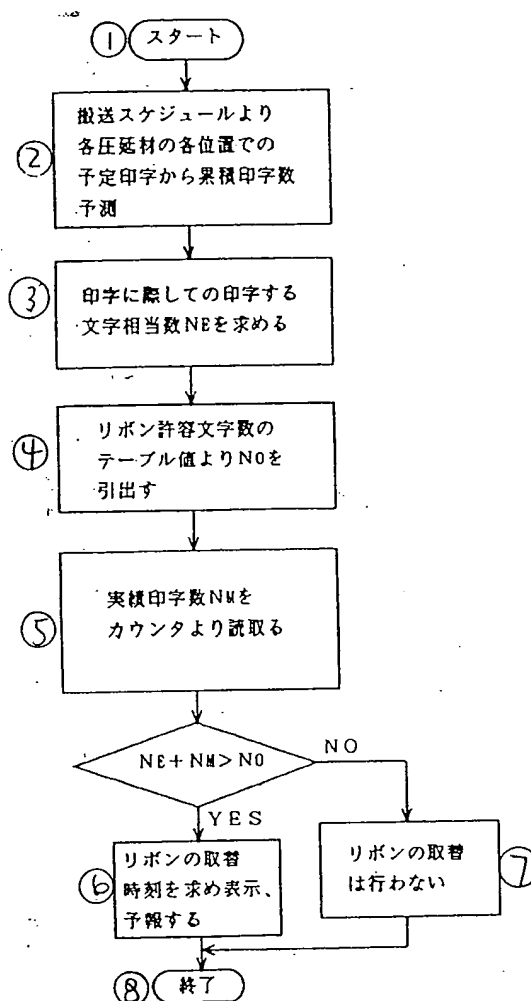 ① スタート
② 搬送スケジュールより
各圧延材の各位置での
予定印字から累積印字数
予測
③ 印字に際しての印字する
文字相当数NEを求める
④ リボン許容文字数の
テーブル値よりN0を
引出す
⑤ 実績印字数NMを
カウンタより読取る
NE+NM>N0
NO
YES
⑥ リボンの取替
時刻を求め表示、
予報する
⑦ リボンの取替
は行わない
⑧ 終了